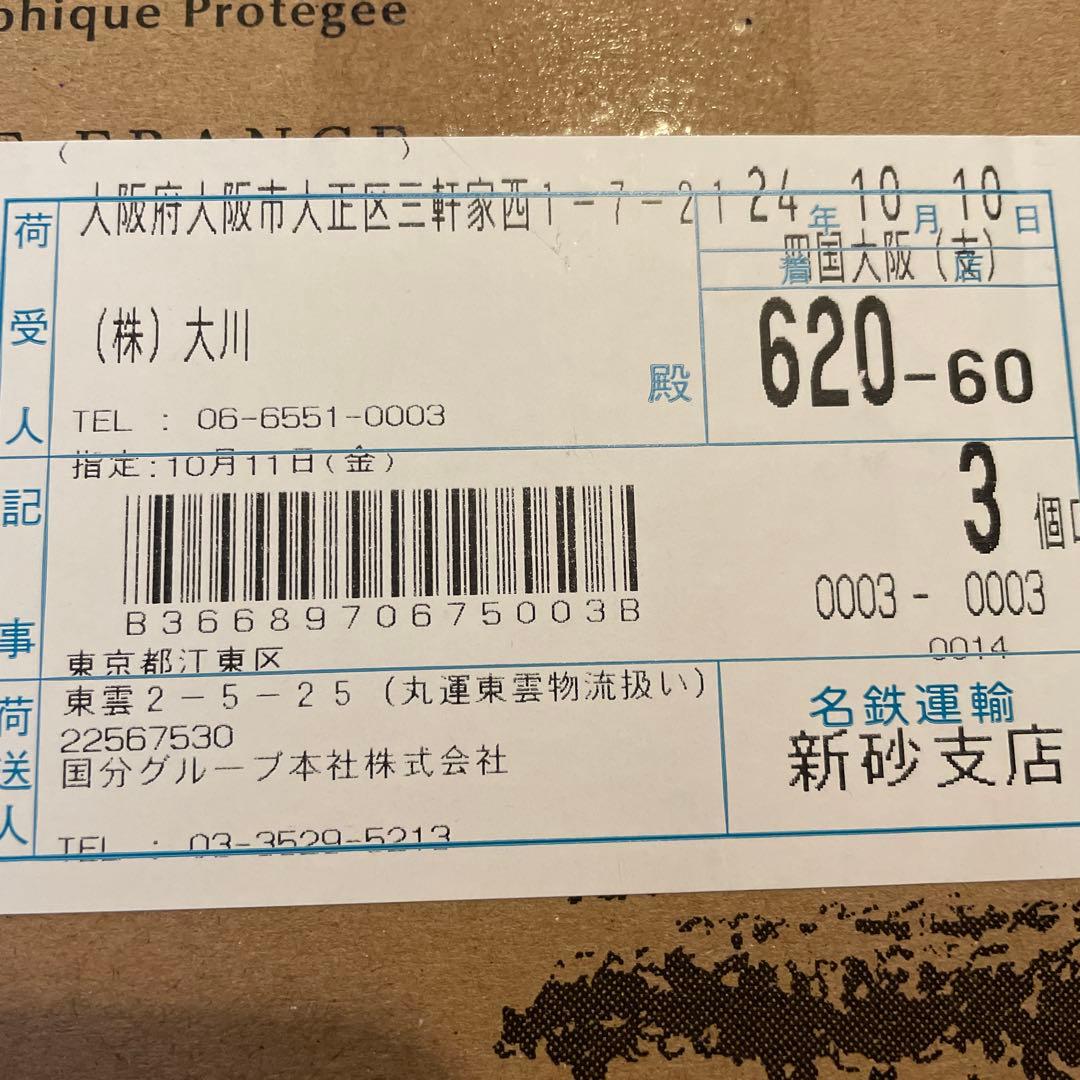 phique Protegee
FRANCE
( )
大阪府大阪市大正区三軒家西1-7-21
24年10月10日
四国大阪(売)
着店
荷受人
(株)大川
殿
620-60
TEL : 06-6551-0003
指定:10月11日(金)
記事
3個口
B3668970675003B
0003- 0003
0014
東京都江東区
荷送人
東雲2-5-25(丸運東雲物流扱い)
22567530
国分グループ本社株式会社
TEL : 03-3529-5213
名鉄運輸
新砂支店